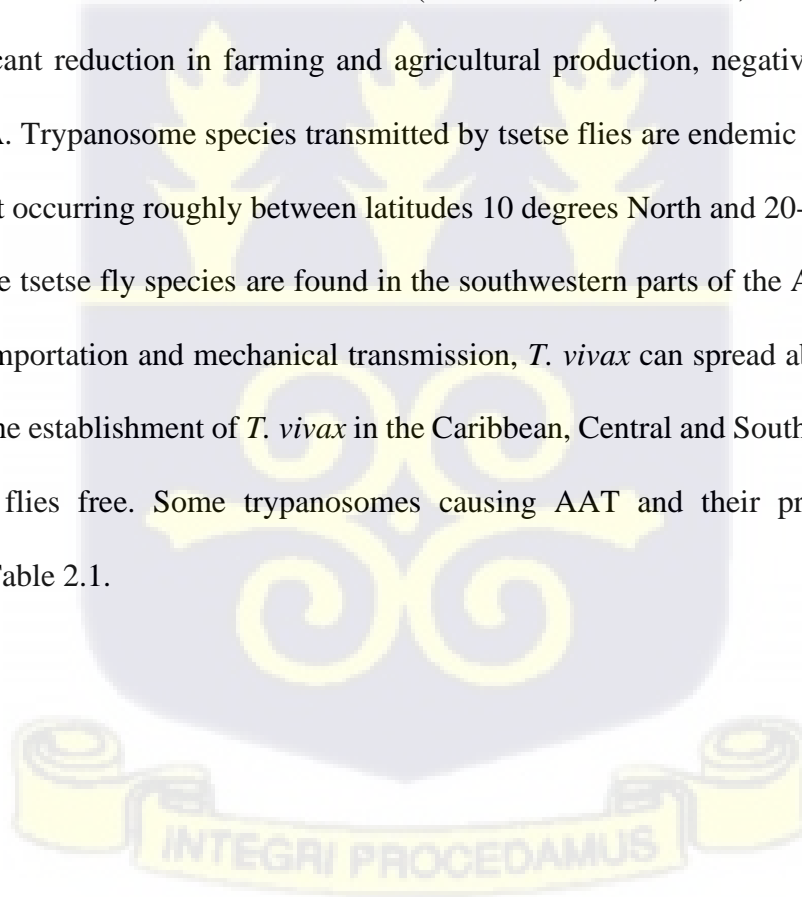 cant reduction in farming and agricultural production, negativ
. Trypanosome species transmitted by tsetse flies are endemic
t occurring roughly between latitudes 10 degrees North and 20-
e tsetse fly species are found in the southwestern parts of the A
mportation and mechanical transmission, T. vivax can spread ab
he establishment of T. vivax in the Caribbean, Central and South
flies free. Some trypanosomes causing AAT and their pr
Table 2.1.
INTEGRI PROCEDAMUS